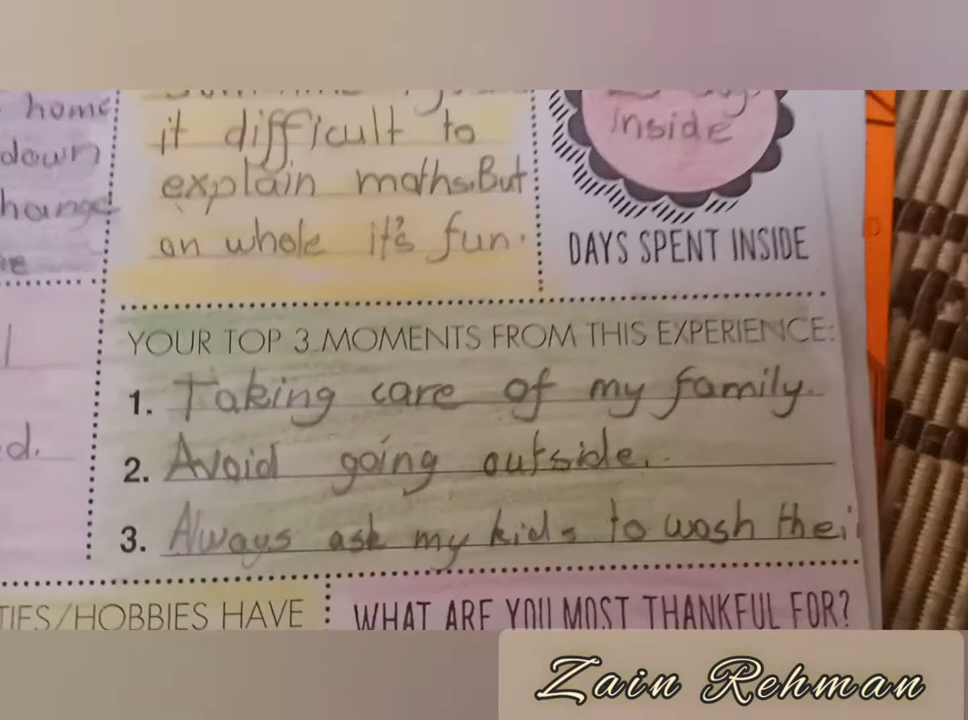 home
down
it difficult to
explain maths. But
on whole it's fun.
inside
DAYS SPENT INSIDE
YOUR TOP 3 MOMENTS FROM THIS EXPERIENCE:
1. Taking care of my family.
2. Avoid going outside.
3. Always ask my kids to wash their
d.
TIES/HOBBIES HAVE
WHAT ARE YOU MOST THANKFUL FOR?
Zain Rehman